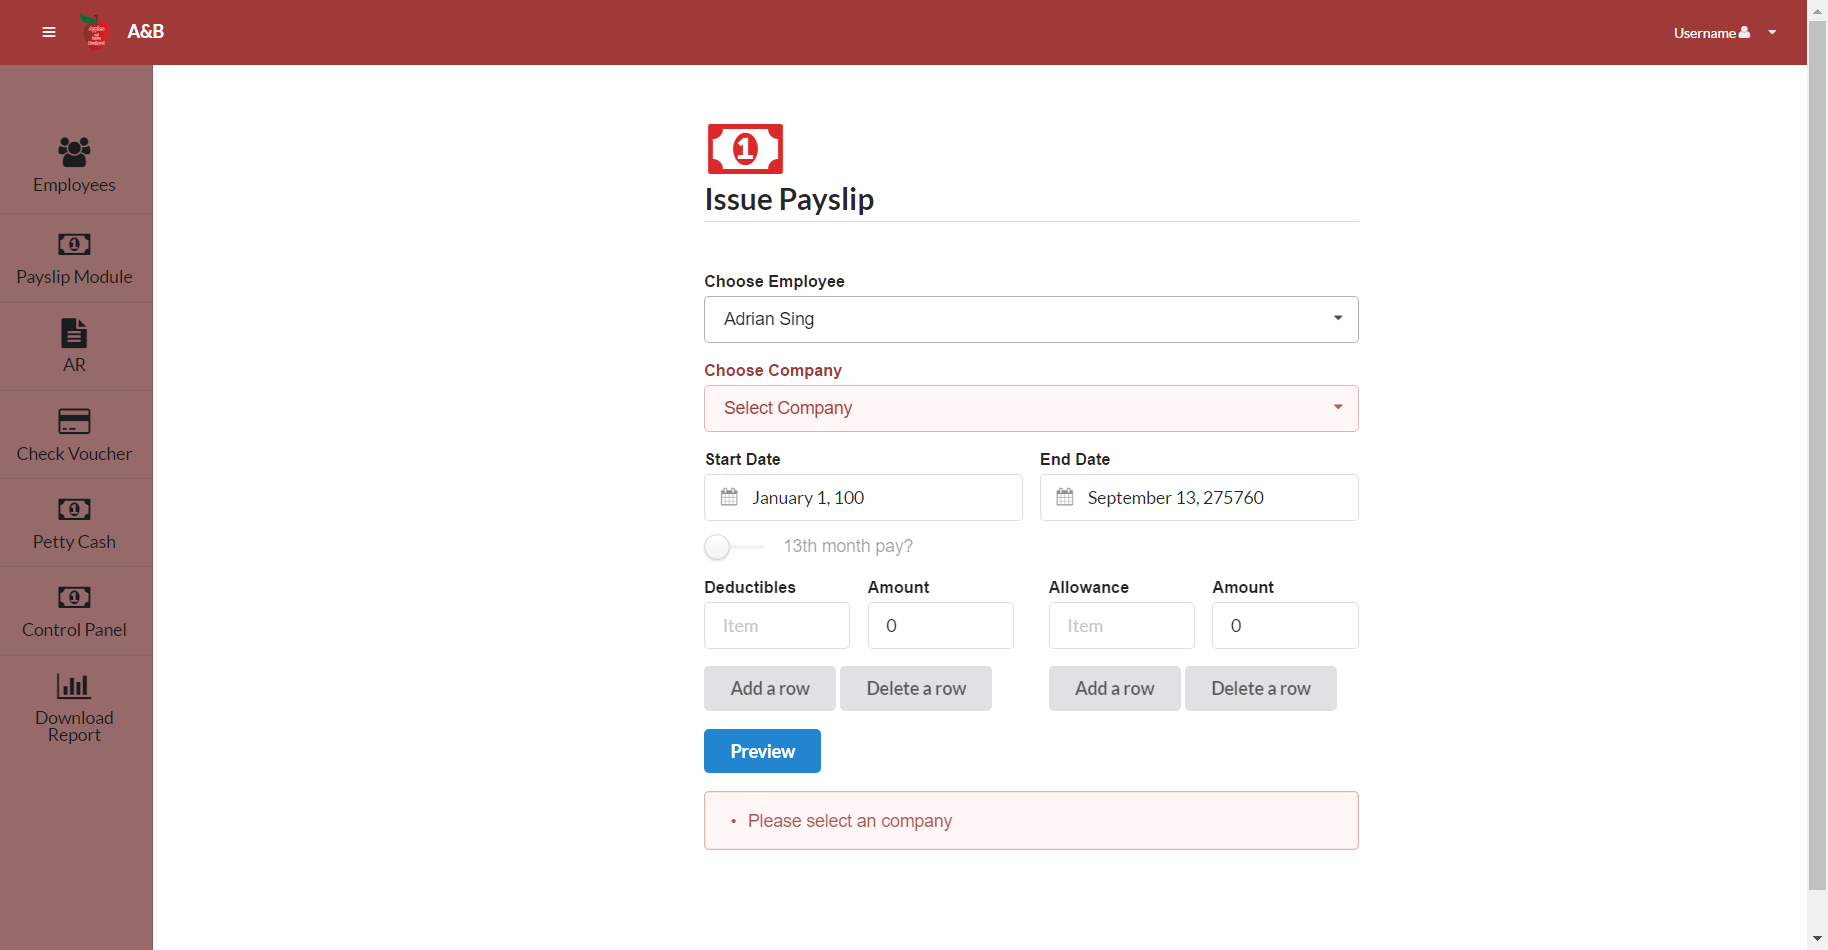 A&B
Username
Employees
Payslip Module
AR
Check Voucher
Petty Cash
Control Panel
Download
Report
Issue Payslip
Choose Employee
Adrian Sing
Choose Company
Select Company
Start Date End Date
January 1, 100 September 13, 275760
13th month pay?
Deductibles Amount Allowance Amount
Item 0 Item 0
Add a row Delete a row Add a row Delete a row
Preview
• Please select an company